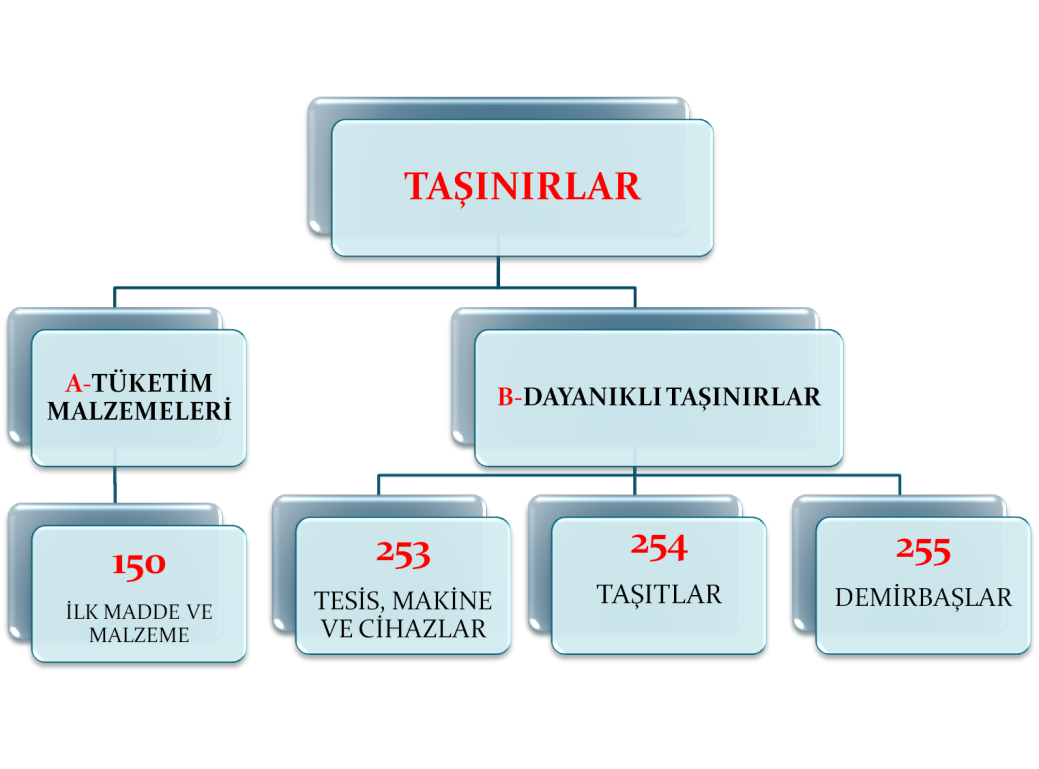 TAŞINIRLAR
A-TÜKETİM
MALZEMELERİ
B-DAYANIKLI TAŞINIRLAR
150
İLK MADDE VE
MALZEME
253
TESİS, MAKİNE
VE CİHAZLAR
254
TAŞITLAR
255
DEMİRBAŞLAR